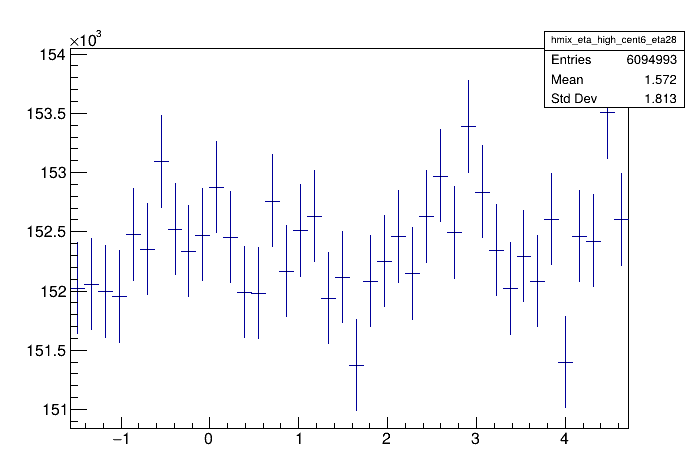 ×10³
hmix_eta_high_cent6_eta28
Entries 6094993
Mean 1.572
Std Dev 1.813
154
153.5
153
152.5
152
151.5
151
−1 0 1 2 3 4